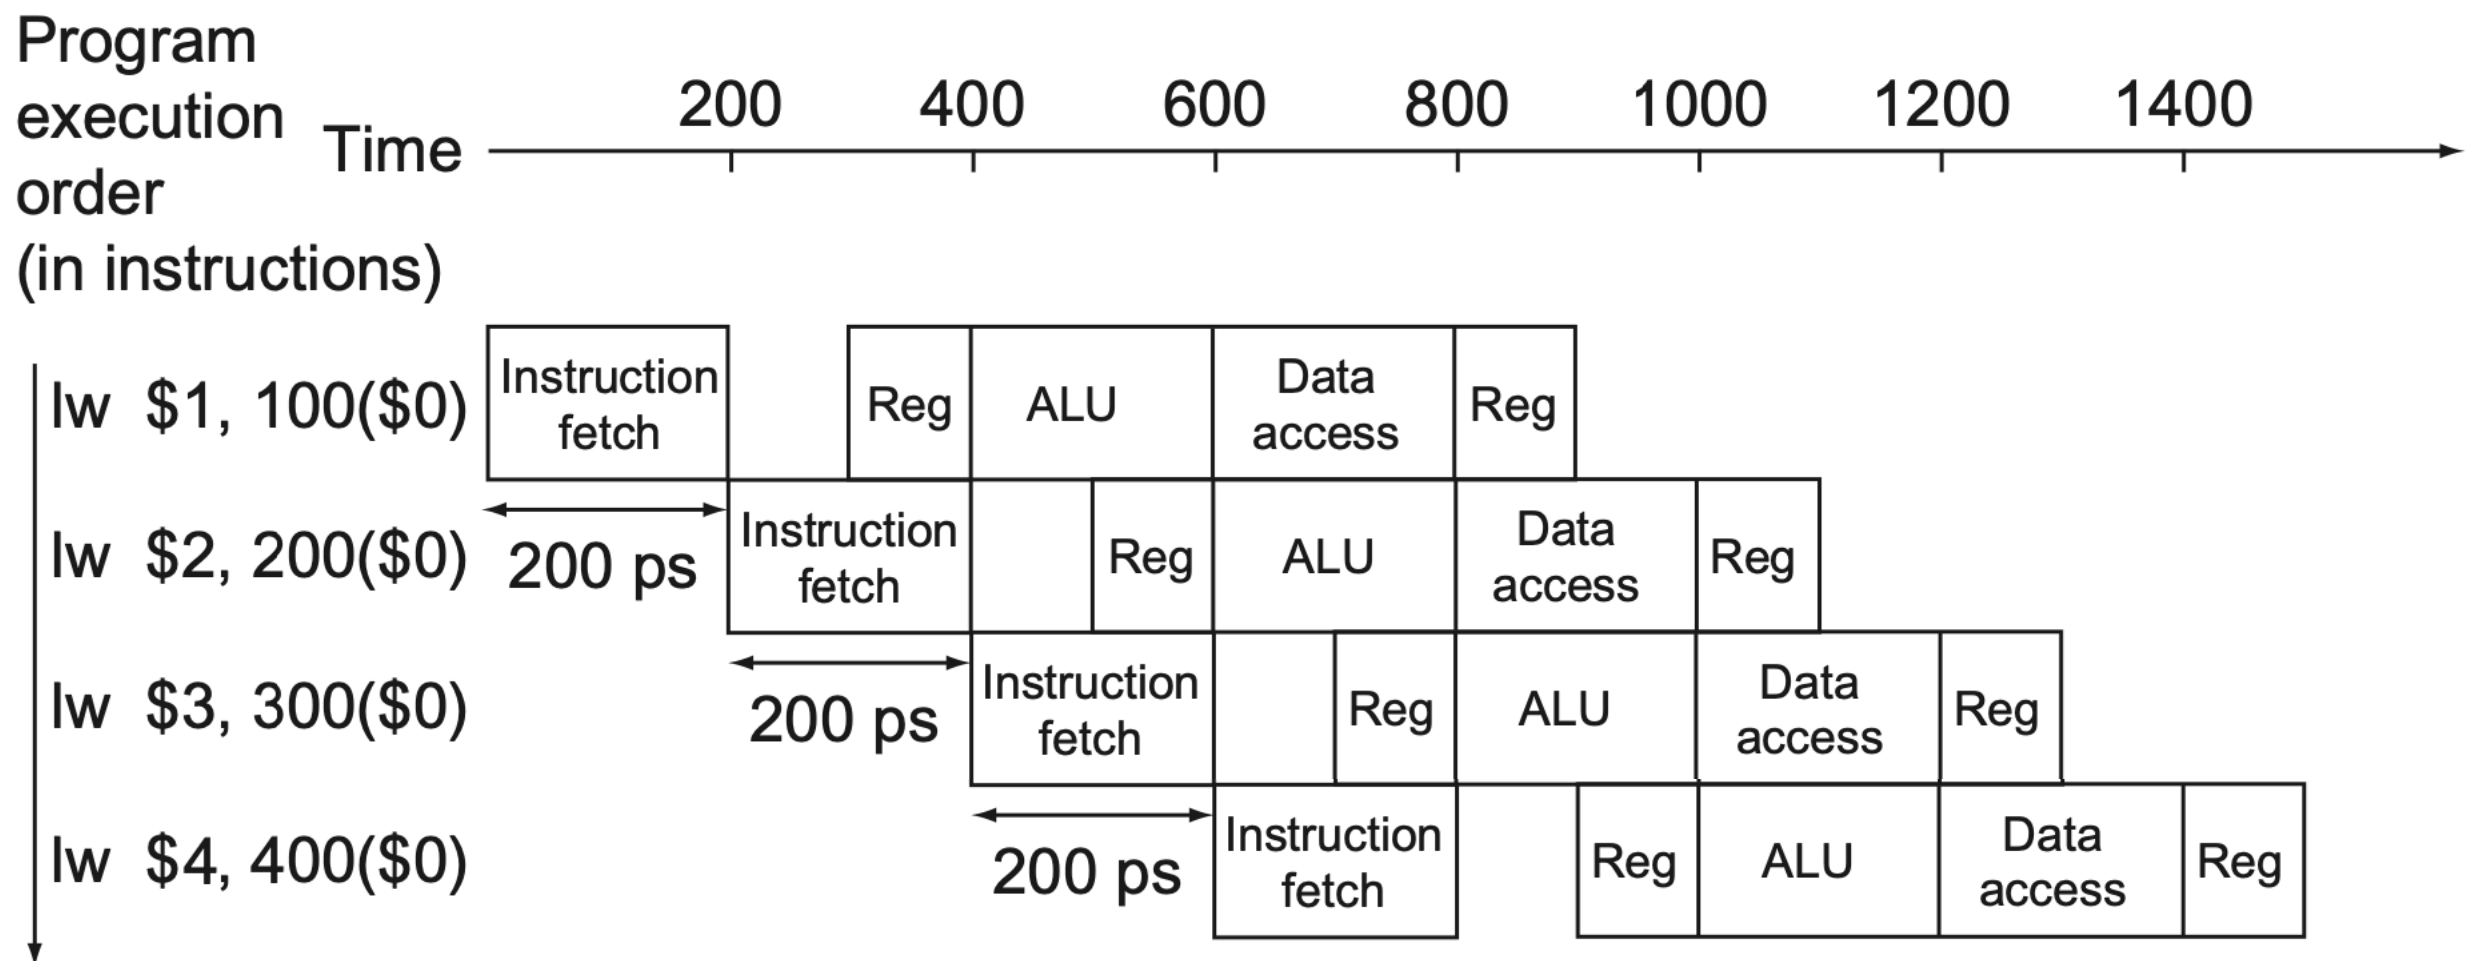 Program
execution
order
(in instructions)
Time
200 400 600 800 1000 1200 1400
lw $1, 100($0)
Instruction
fetch
Reg
ALU
Data
access
Reg
200 ps
lw $2, 200($0)
Instruction
fetch
Reg
ALU
Data
access
Reg
200 ps
lw $3, 300($0)
Instruction
fetch
Reg
ALU
Data
access
Reg
200 ps
lw $4, 400($0)
Instruction
fetch
Reg
ALU
Data
access
Reg